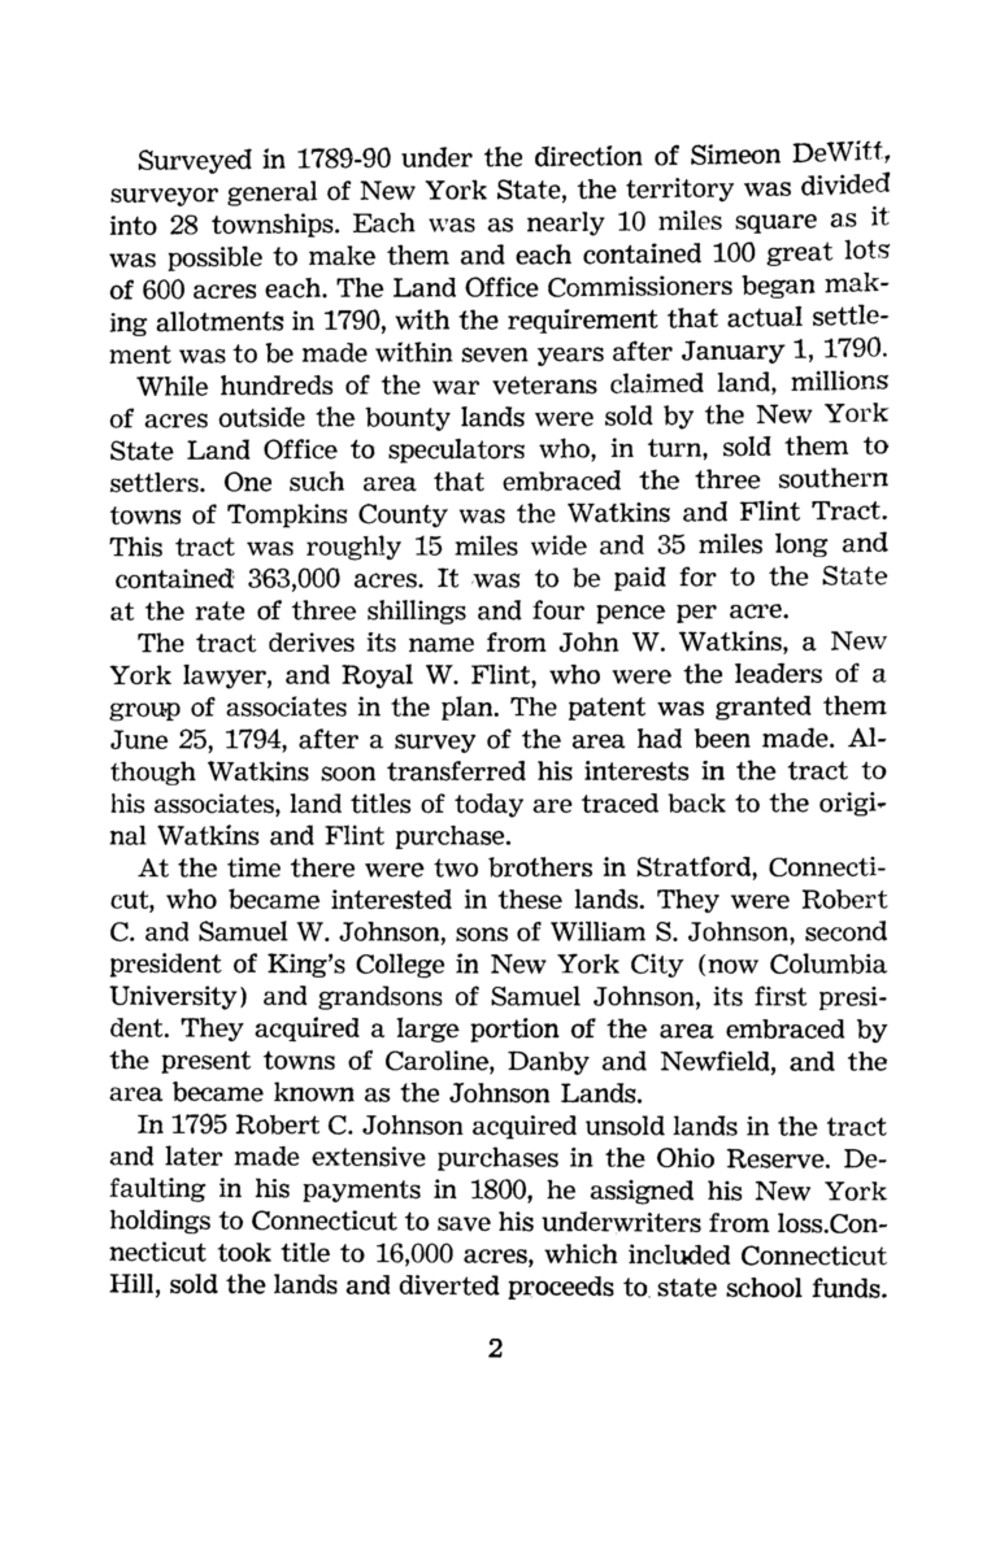 Surveyed in 1789-90 under the direction of Simeon DeWitt,
surveyor general of New York State, the territory was divided
into 28 townships. Each was as nearly 10 miles square as it
was possible to make them and each contained 100 great lots
of 600 acres each. The Land Office Commissioners began mak-
ing allotments in 1790, with the requirement that actual settle-
ment was to be made within seven years after January 1, 1790.
While hundreds of the war veterans claimed land, millions
of acres outside the bounty lands were sold by the New York
State Land Office to speculators who, in turn, sold them to
settlers. One such area that embraced the three southern
towns of Tompkins County was the Watkins and Flint Tract.
This tract was roughly 15 miles wide and 35 miles long and
contained 363,000 acres. It was to be paid for to the State
at the rate of three shillings and four pence per acre.
The tract derives its name from John W. Watkins, a New
York lawyer, and Royal W. Flint, who were the leaders of a
group of associates in the plan. The patent was granted them
June 25, 1794, after a survey of the area had been made. Al-
though Watkins soon transferred his interests in the tract to
his associates, land titles of today are traced back to the origi-
nal Watkins and Flint purchase.
At the time there were two brothers in Stratford, Connecti-
cut, who became interested in these lands. They were Robert
C. and Samuel W. Johnson, sons of William S. Johnson, second
president of King's College in New York City (now Columbia
University) and grandsons of Samuel Johnson, its first presi-
dent. They acquired a large portion of the area embraced by
the present towns of Caroline, Danby and Newfield, and the
area became known as the Johnson Lands.
In 1795 Robert C. Johnson acquired unsold lands in the tract
and later made extensive purchases in the Ohio Reserve. De-
faulting in his payments in 1800, he assigned his New York
holdings to Connecticut to save his underwriters from loss.Con-
necticut took title to 16,000 acres, which included Connecticut
Hill, sold the lands and diverted proceeds to state school funds.
2